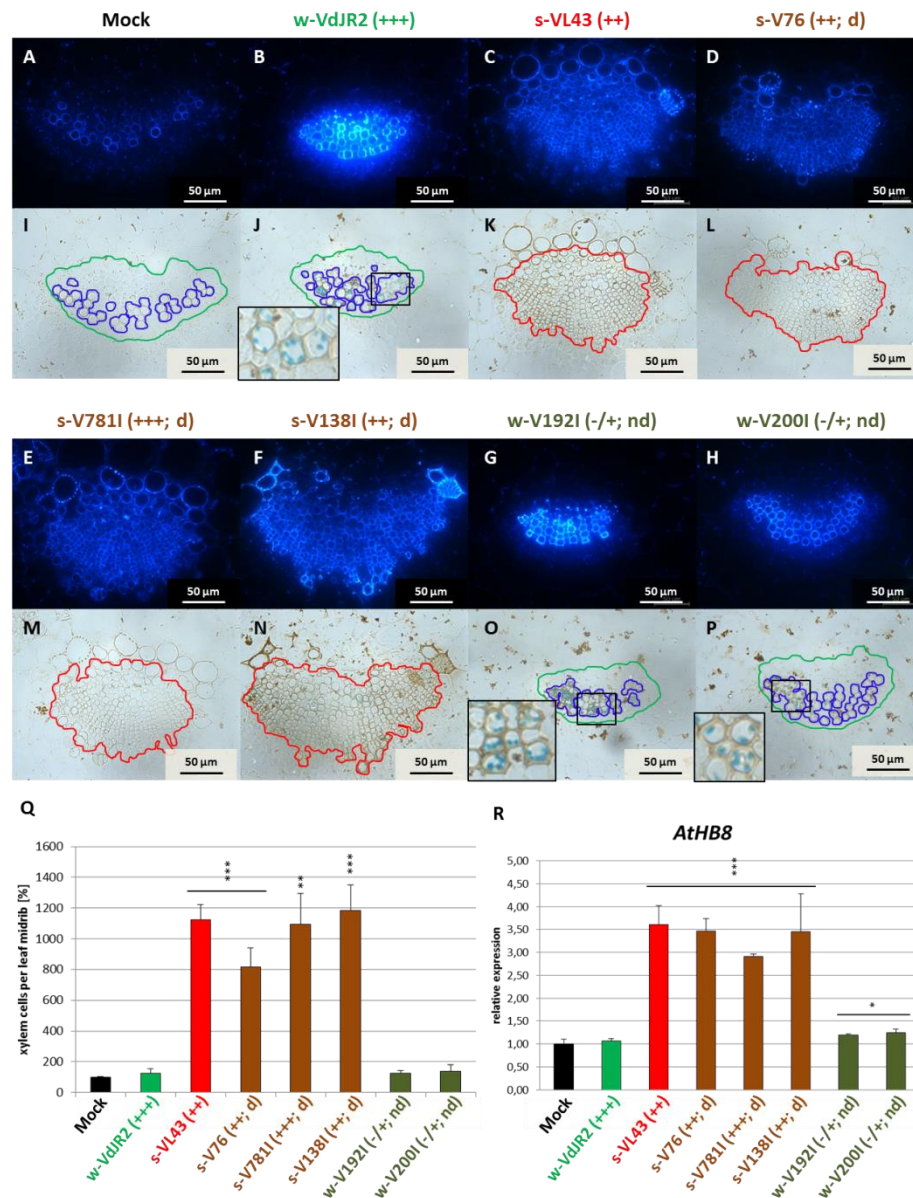 Mock w-VdJR2 (+++) s-VL43 (++) s-V76 (++; d)
A B C D
50 µm 50 µm 50 µm 50 µm
I J K L
50 µm 50 µm 50 µm 50 µm
s-V781I (+++; d) s-V138I (++; d) w-V192I (-/+; nd) w-V200I (-/+; nd)
E F G H
50 µm 50 µm 50 µm 50 µm
M N O P
50 µm 50 µm 50 µm 50 µm
Q
xylem cells per leaf midrib [%]
1600
1400
1200
1000
800
600
400
200
0
*** ** ***
Mock
w-VdJR2 (+++)
s-VL43 (++)
s-V76 (++; d)
s-V781I (+++; d)
s-V138I (++; d)
w-V192I (-/+; nd)
w-V200I (-/+; nd)
R
AtHB8
relative expression
5,00
4,50
4,00
3,50
3,00
2,50
2,00
1,50
1,00
0,50
0,00
*** *
Mock
w-VdJR2 (+++)
s-VL43 (++)
s-V76 (++; d)
s-V781I (+++; d)
s-V138I (++; d)
w-V192I (-/+; nd)
w-V200I (-/+; nd)